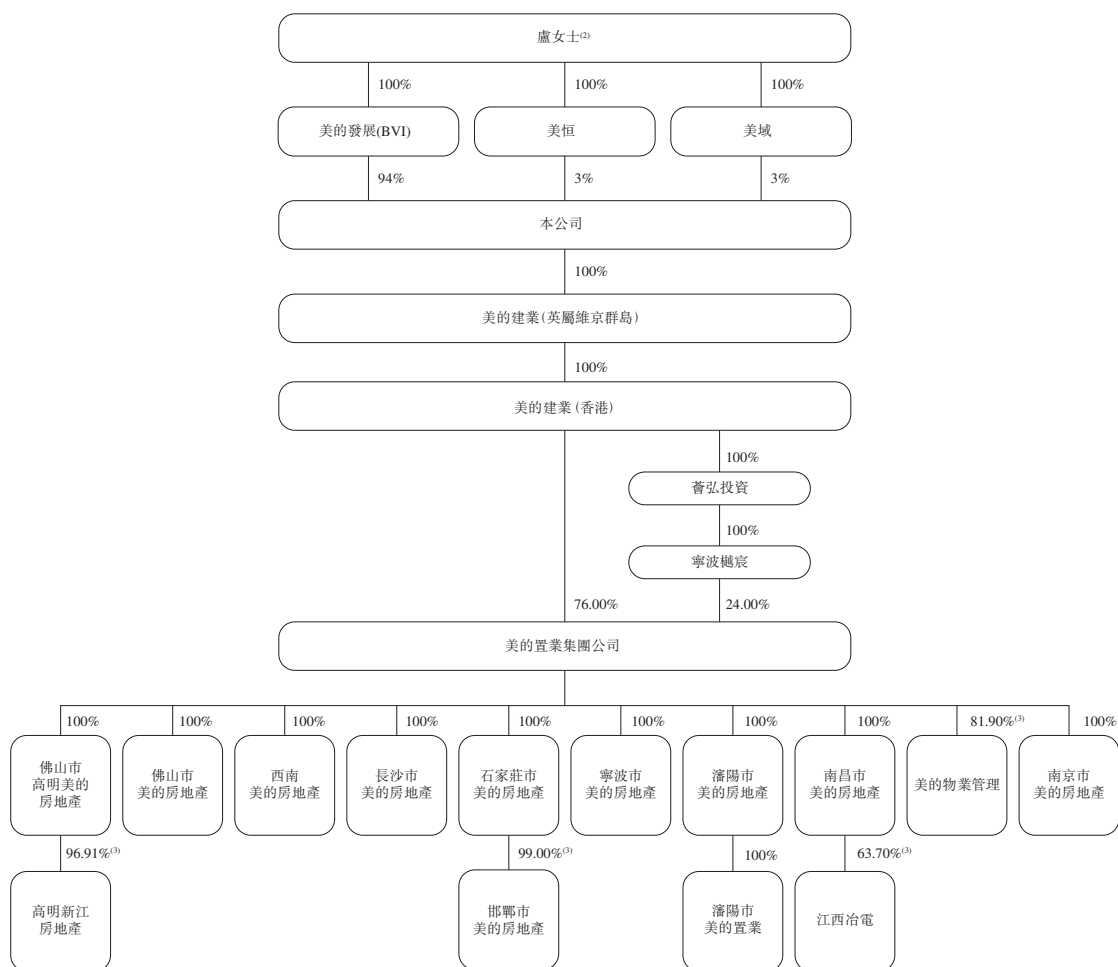 盧女士(2)
100% 100% 100%
美的發展(BVI) 美恒 美域
94% 3% 3%
本公司
100%
美的建業(英屬維京群島)
100%
美的建業(香港)
100%
薈弘投資
100%
寧波樾宸
76.00% 24.00%
美的置業集團公司
100% 100% 100% 100% 100% 100% 100% 100% 81.90%(3) 100%
佛山市
高明美的
房地產
佛山市
美的房地產
西南
美的房地產
長沙市
美的房地產
石家莊市
美的房地產
寧波市
美的房地產
瀋陽市
美的房地產
南昌市
美的房地產
美的物業管理
南京市
美的房地產
96.91%(3) 99.00%(3) 100% 63.70%(3)
高明新江
房地產
邯鄲市
美的房地產
瀋陽市
美的置業
江西冶電